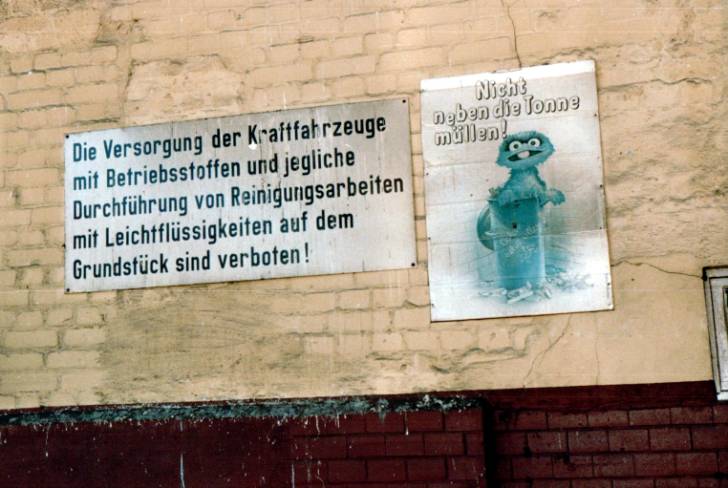 Die Versorgung der Kraftfahrzeuge
mit Betriebsstoffen und jegliche
Durchführung von Reinigungsarbeiten
mit Leichtflüssigkeiten auf dem
Grundstück sind verboten!
Nicht
neben die Tonne
müllen!